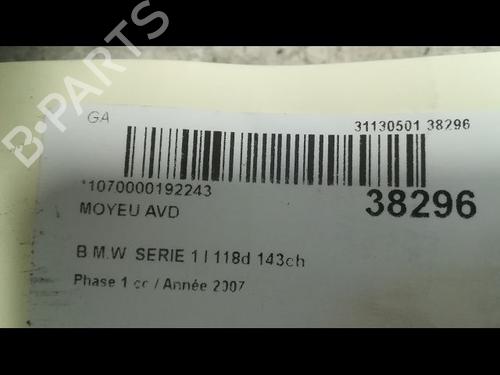 GA
31130501 38296
*1070000192243
38296
MOYEU AVD
B.M.W SERIE 1 I 118d 143ch
Phase 1 cc / Année 2007
B-PARTS